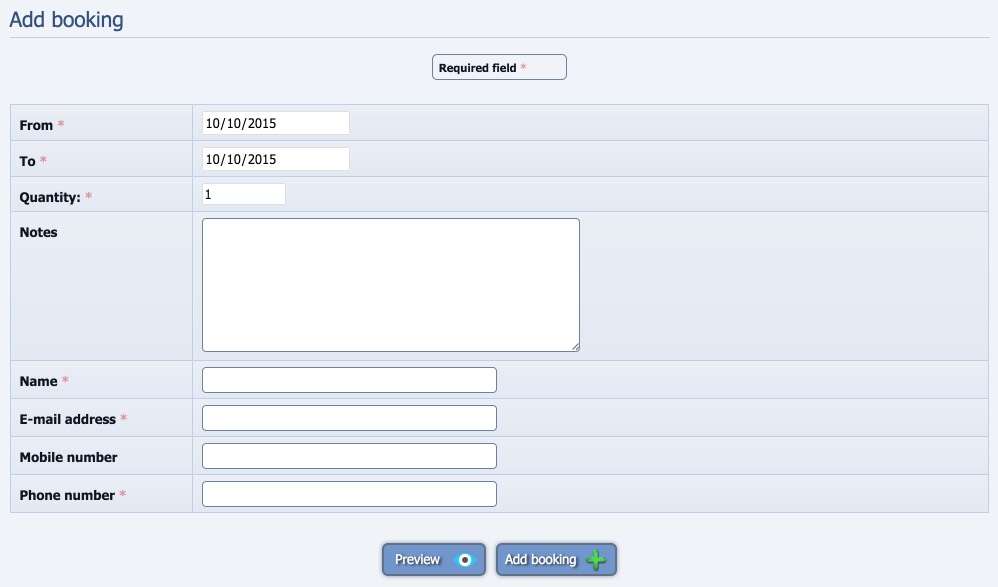 Add booking
Required field *
From * 10/10/2015
To * 10/10/2015
Quantity: * 1
Notes
Name *
E-mail address *
Mobile number
Phone number *
Preview Add booking